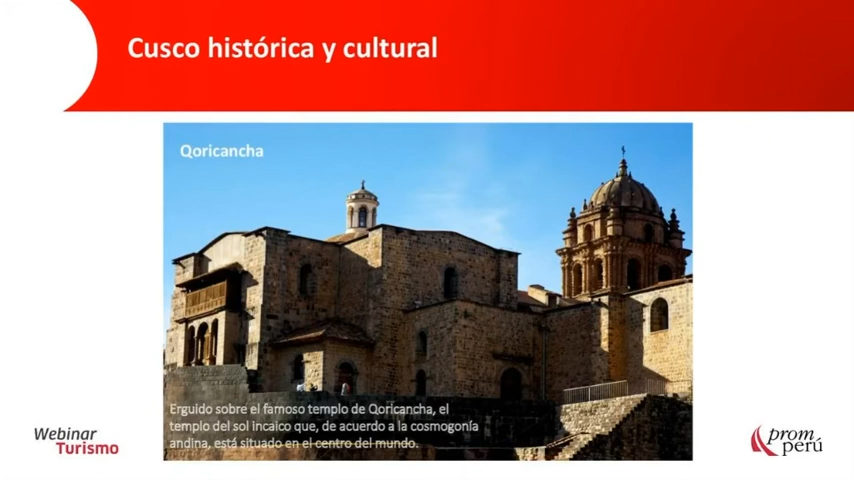 Cusco histórica y cultural
Qoricancha
Erguido sobre el famoso templo de Qoricancha, el
templo del sol incaico que, de acuerdo a la cosmogonía
andina, está situado en el centro del mundo.
Webinar
Turismo
prom
perú